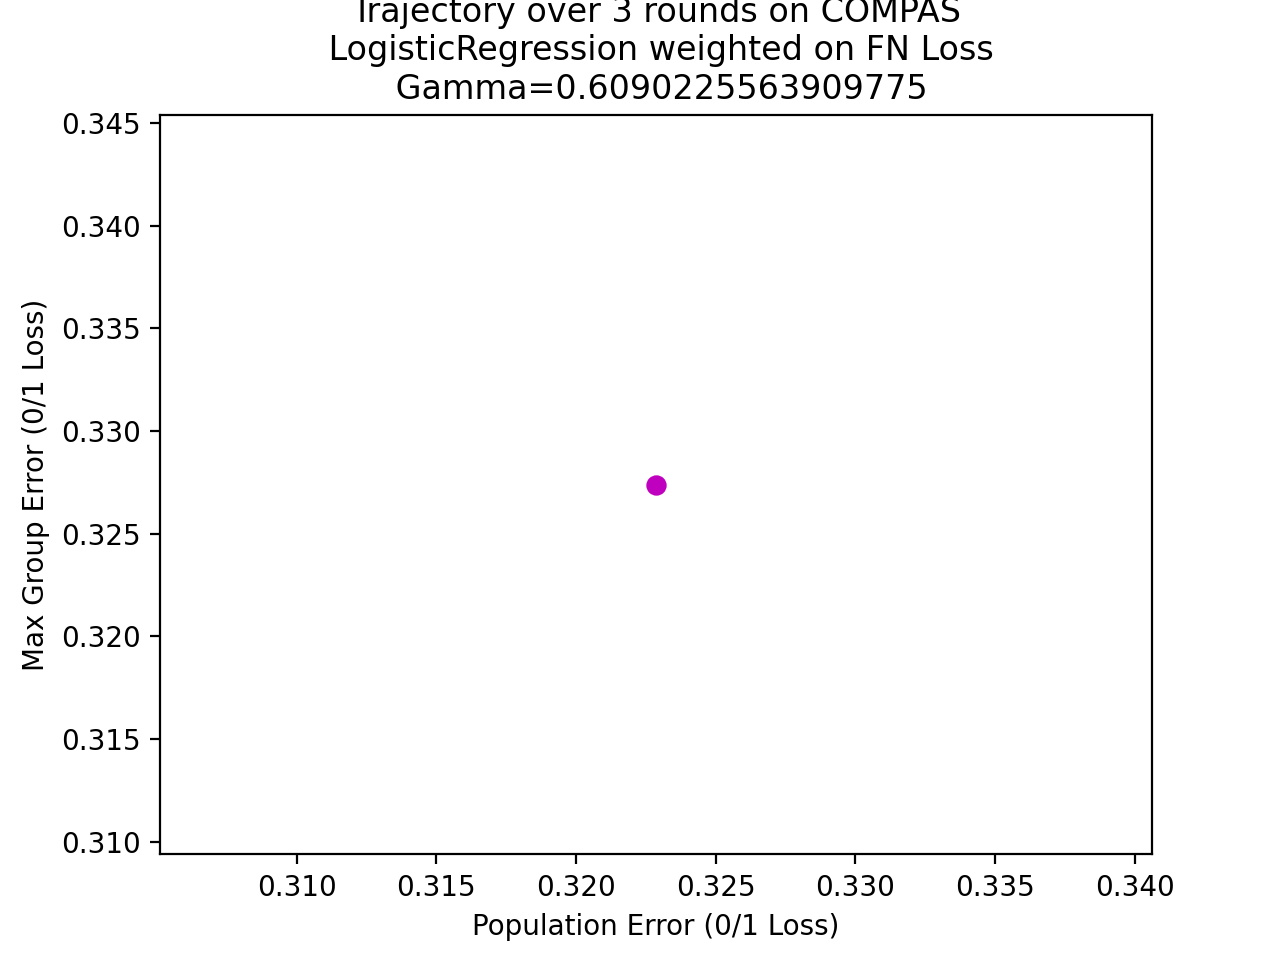 Trajectory over 3 rounds on COMPAS
LogisticRegression weighted on FN Loss
Gamma=0.6090225563909775
0.345
0.340
0.335
0.330
0.325
0.320
0.315
0.310
Max Group Error (0/1 Loss)
0.310 0.315 0.320 0.325 0.330 0.335 0.340
Population Error (0/1 Loss)